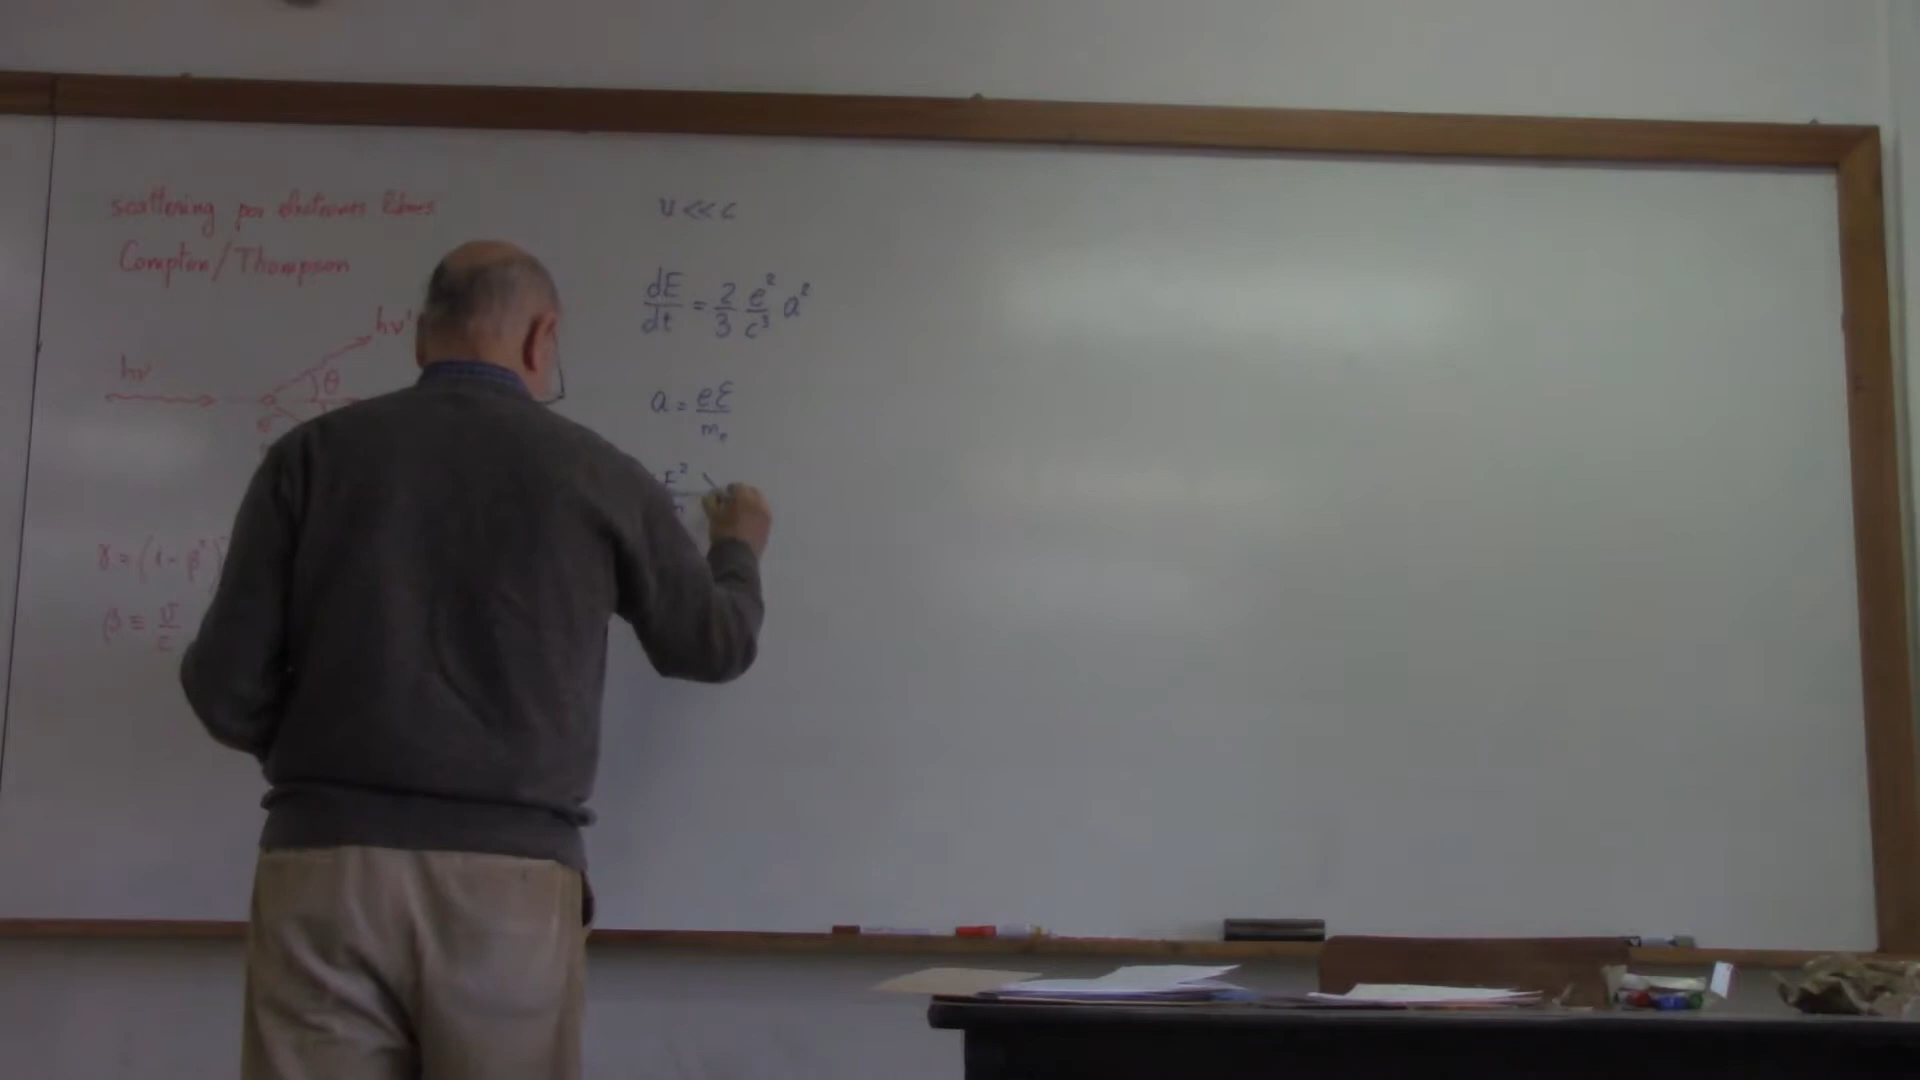 scattering por electrones libres
Compton/Thompson
hν'
hν
θ
γ = (1 - β²)
β ≡ v/c
v << c
dE/dt = 2/3 e²/c³ a²
a = eℰ/mₑ
E²